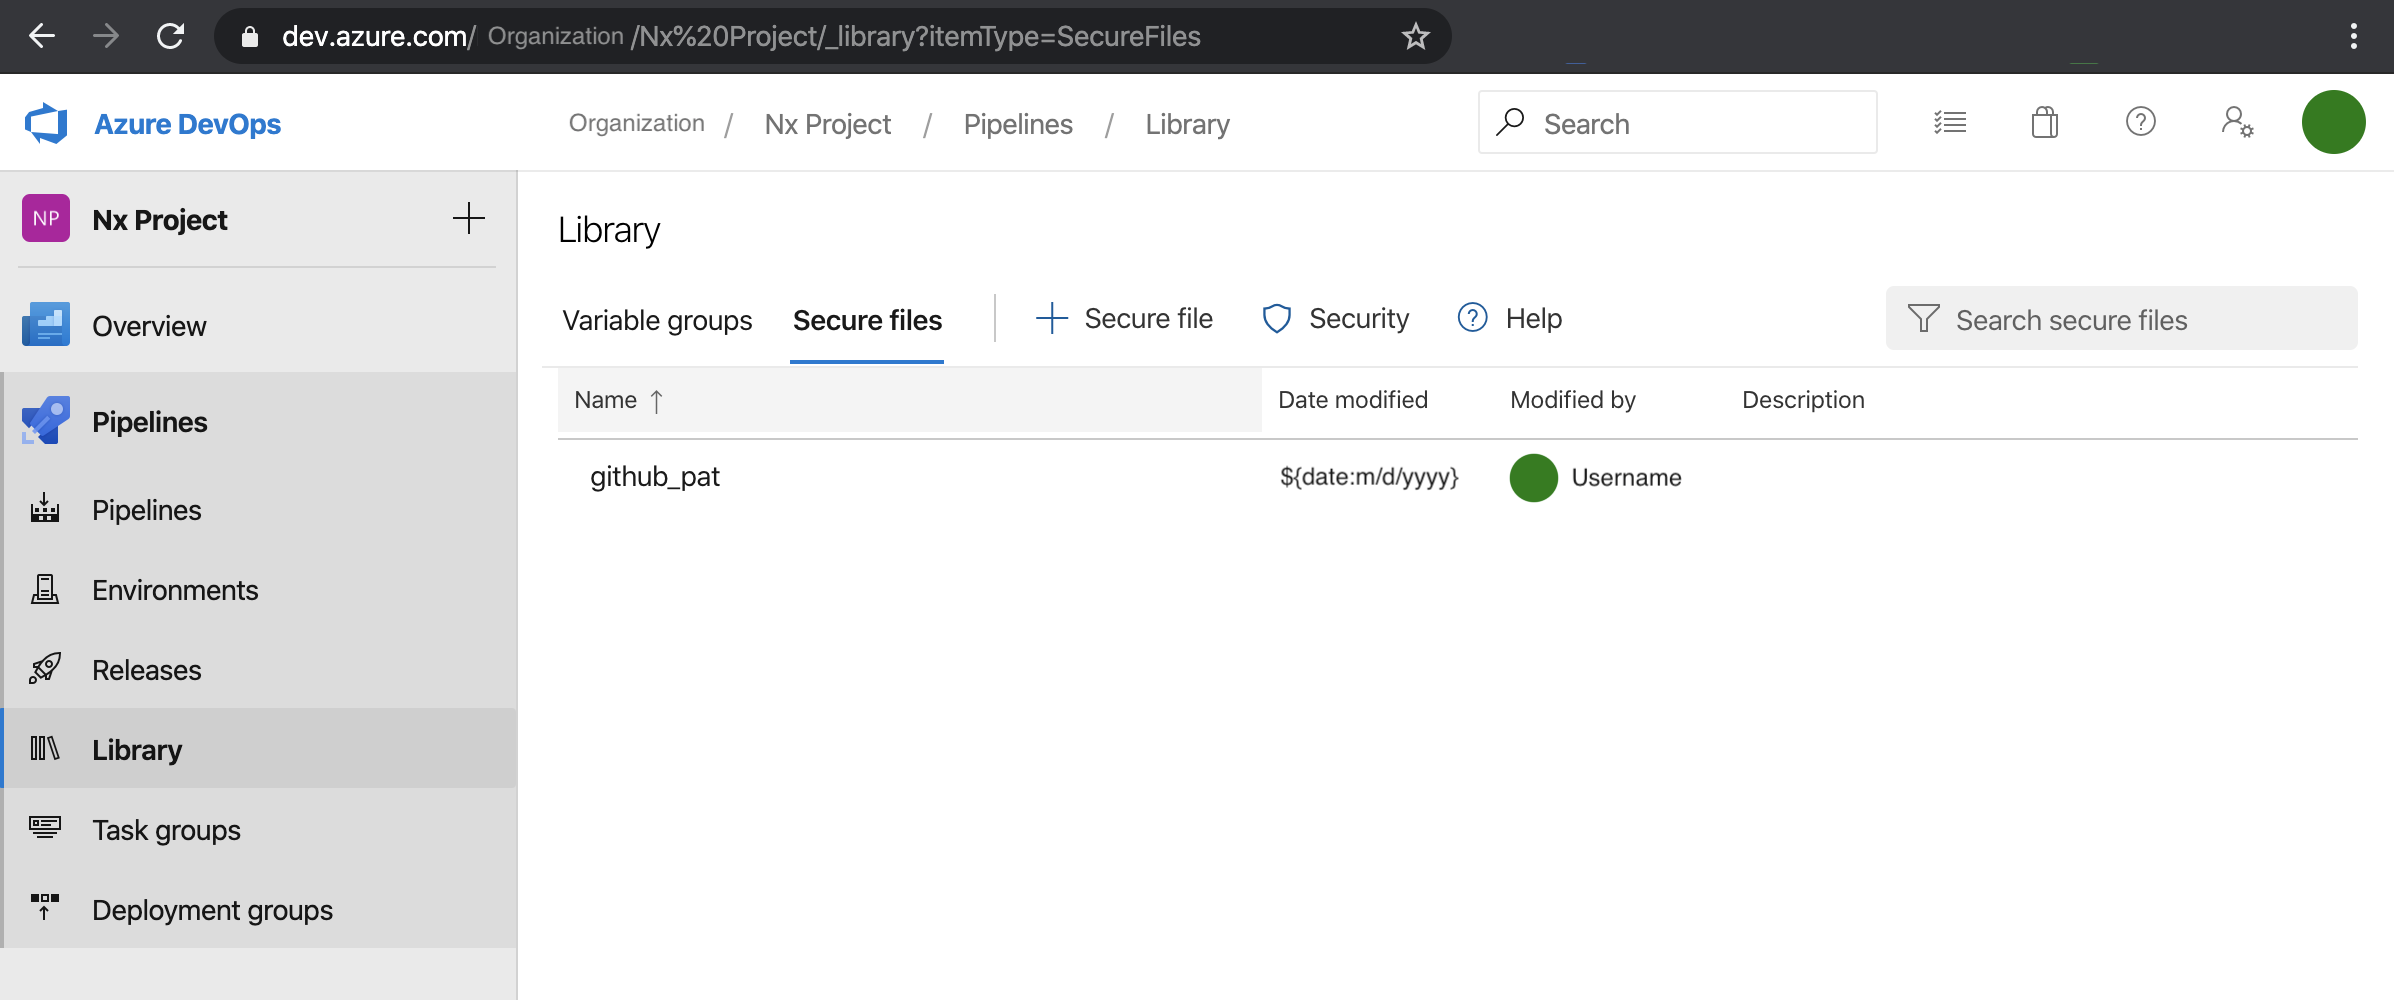 dev.azure.com/ Organization /Nx%20Project/_library?itemType=SecureFiles
Azure DevOps
Organization / Nx Project / Pipelines / Library
Search
NP Nx Project
Overview
Pipelines
Pipelines
Environments
Releases
Library
Task groups
Deployment groups
Library
Variable groups Secure files Secure file Security Help Search secure files
Name ↑ Date modified Modified by Description
github_pat ${date:m/d/yyyy} Username